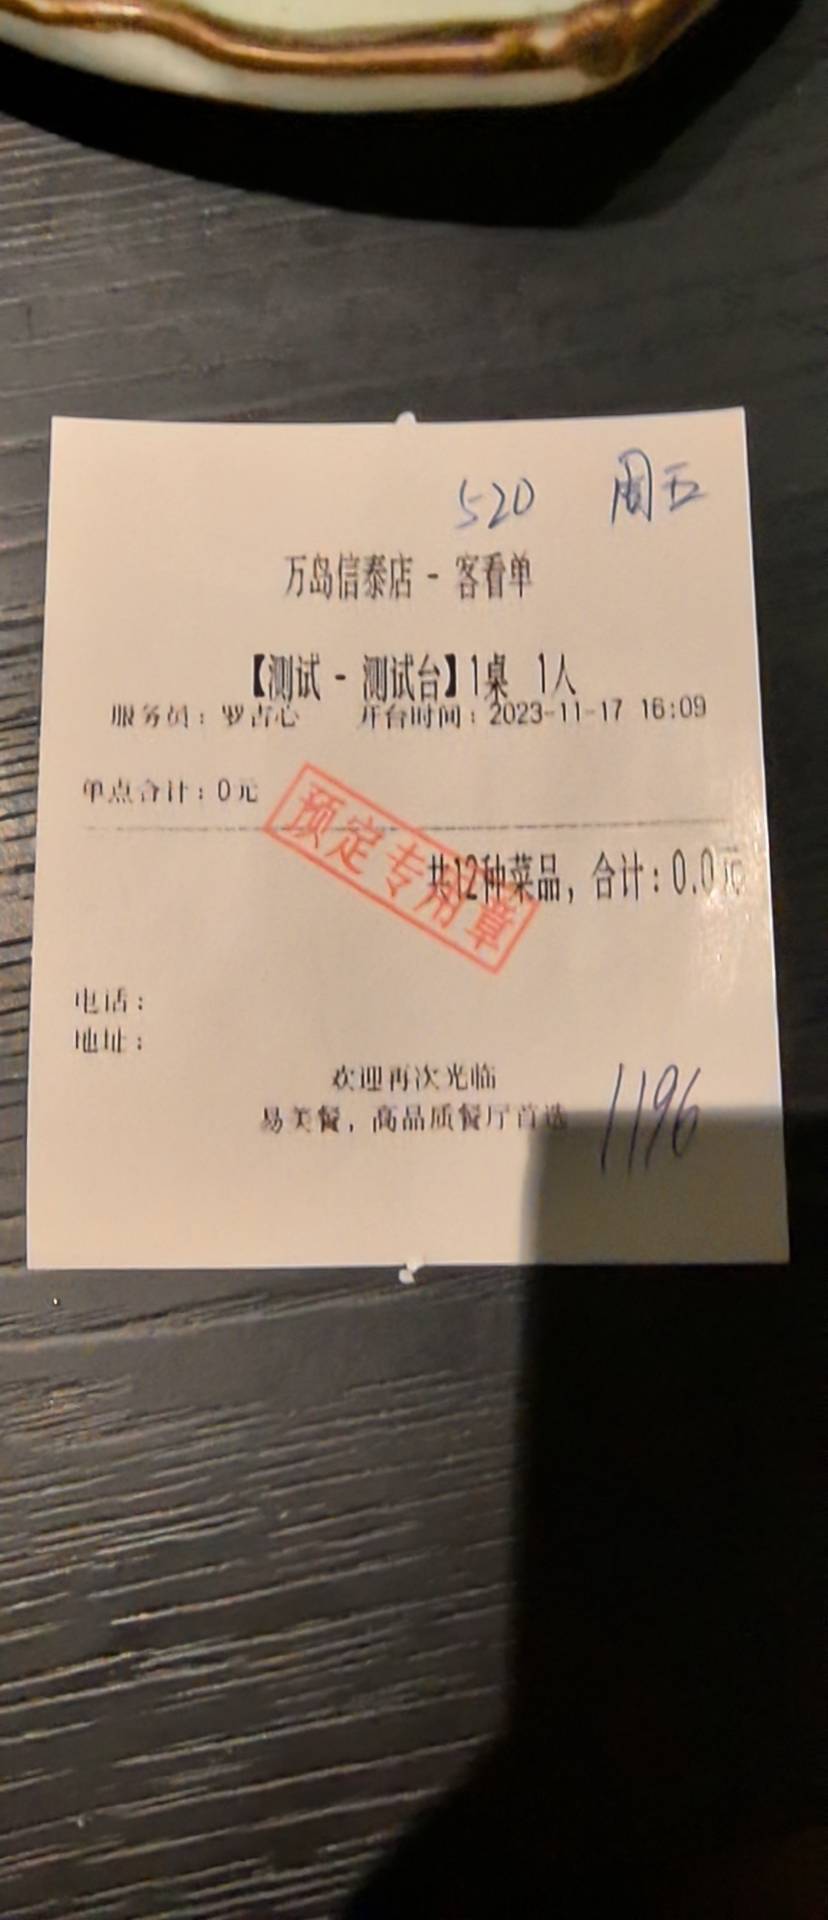 520 周五
万岛信泰店 - 客看单
【测试 - 测试台】1桌 1人
服务员：罗吉心 开台时间：2023-11-17 16:09
单点合计：0元
预定专用章
共12种菜品，合计：0.0元
电话：
地址：
欢迎再次光临
易美餐，高品质餐厅首选
1196